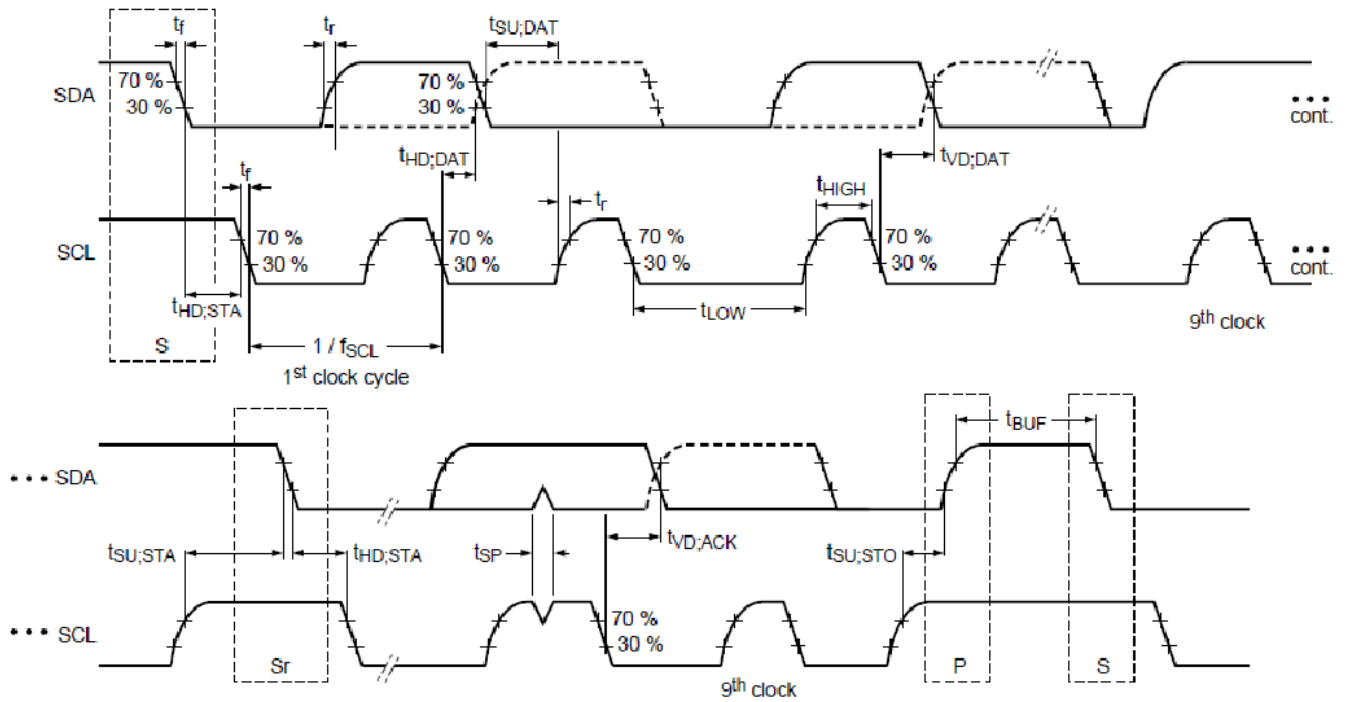 tf
tr
tSU;DAT
70 %
30 %
70 %
30 %
SDA
• • •
cont.
tHD;DAT
tVD;DAT
tf
tr
tHIGH
70 %
30 %
70 %
30 %
70 %
30 %
70 %
30 %
SCL
• • •
cont.
tHD;STA
tLOW
9th clock
S
1 / fSCL
1st clock cycle
tBUF
• • • SDA
tSU;STA
tHD;STA
tSP
tVD;ACK
tSU;STO
70 %
30 %
• • • SCL
Sr
9th clock
P
S